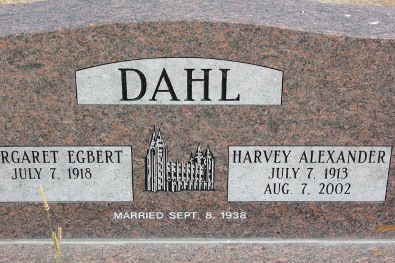 DAHL
RGARET EGBERT
JULY 7, 1918
HARVEY ALEXANDER
JULY 7, 1913
AUG. 7, 2002
MARRIED SEPT. 8, 1938